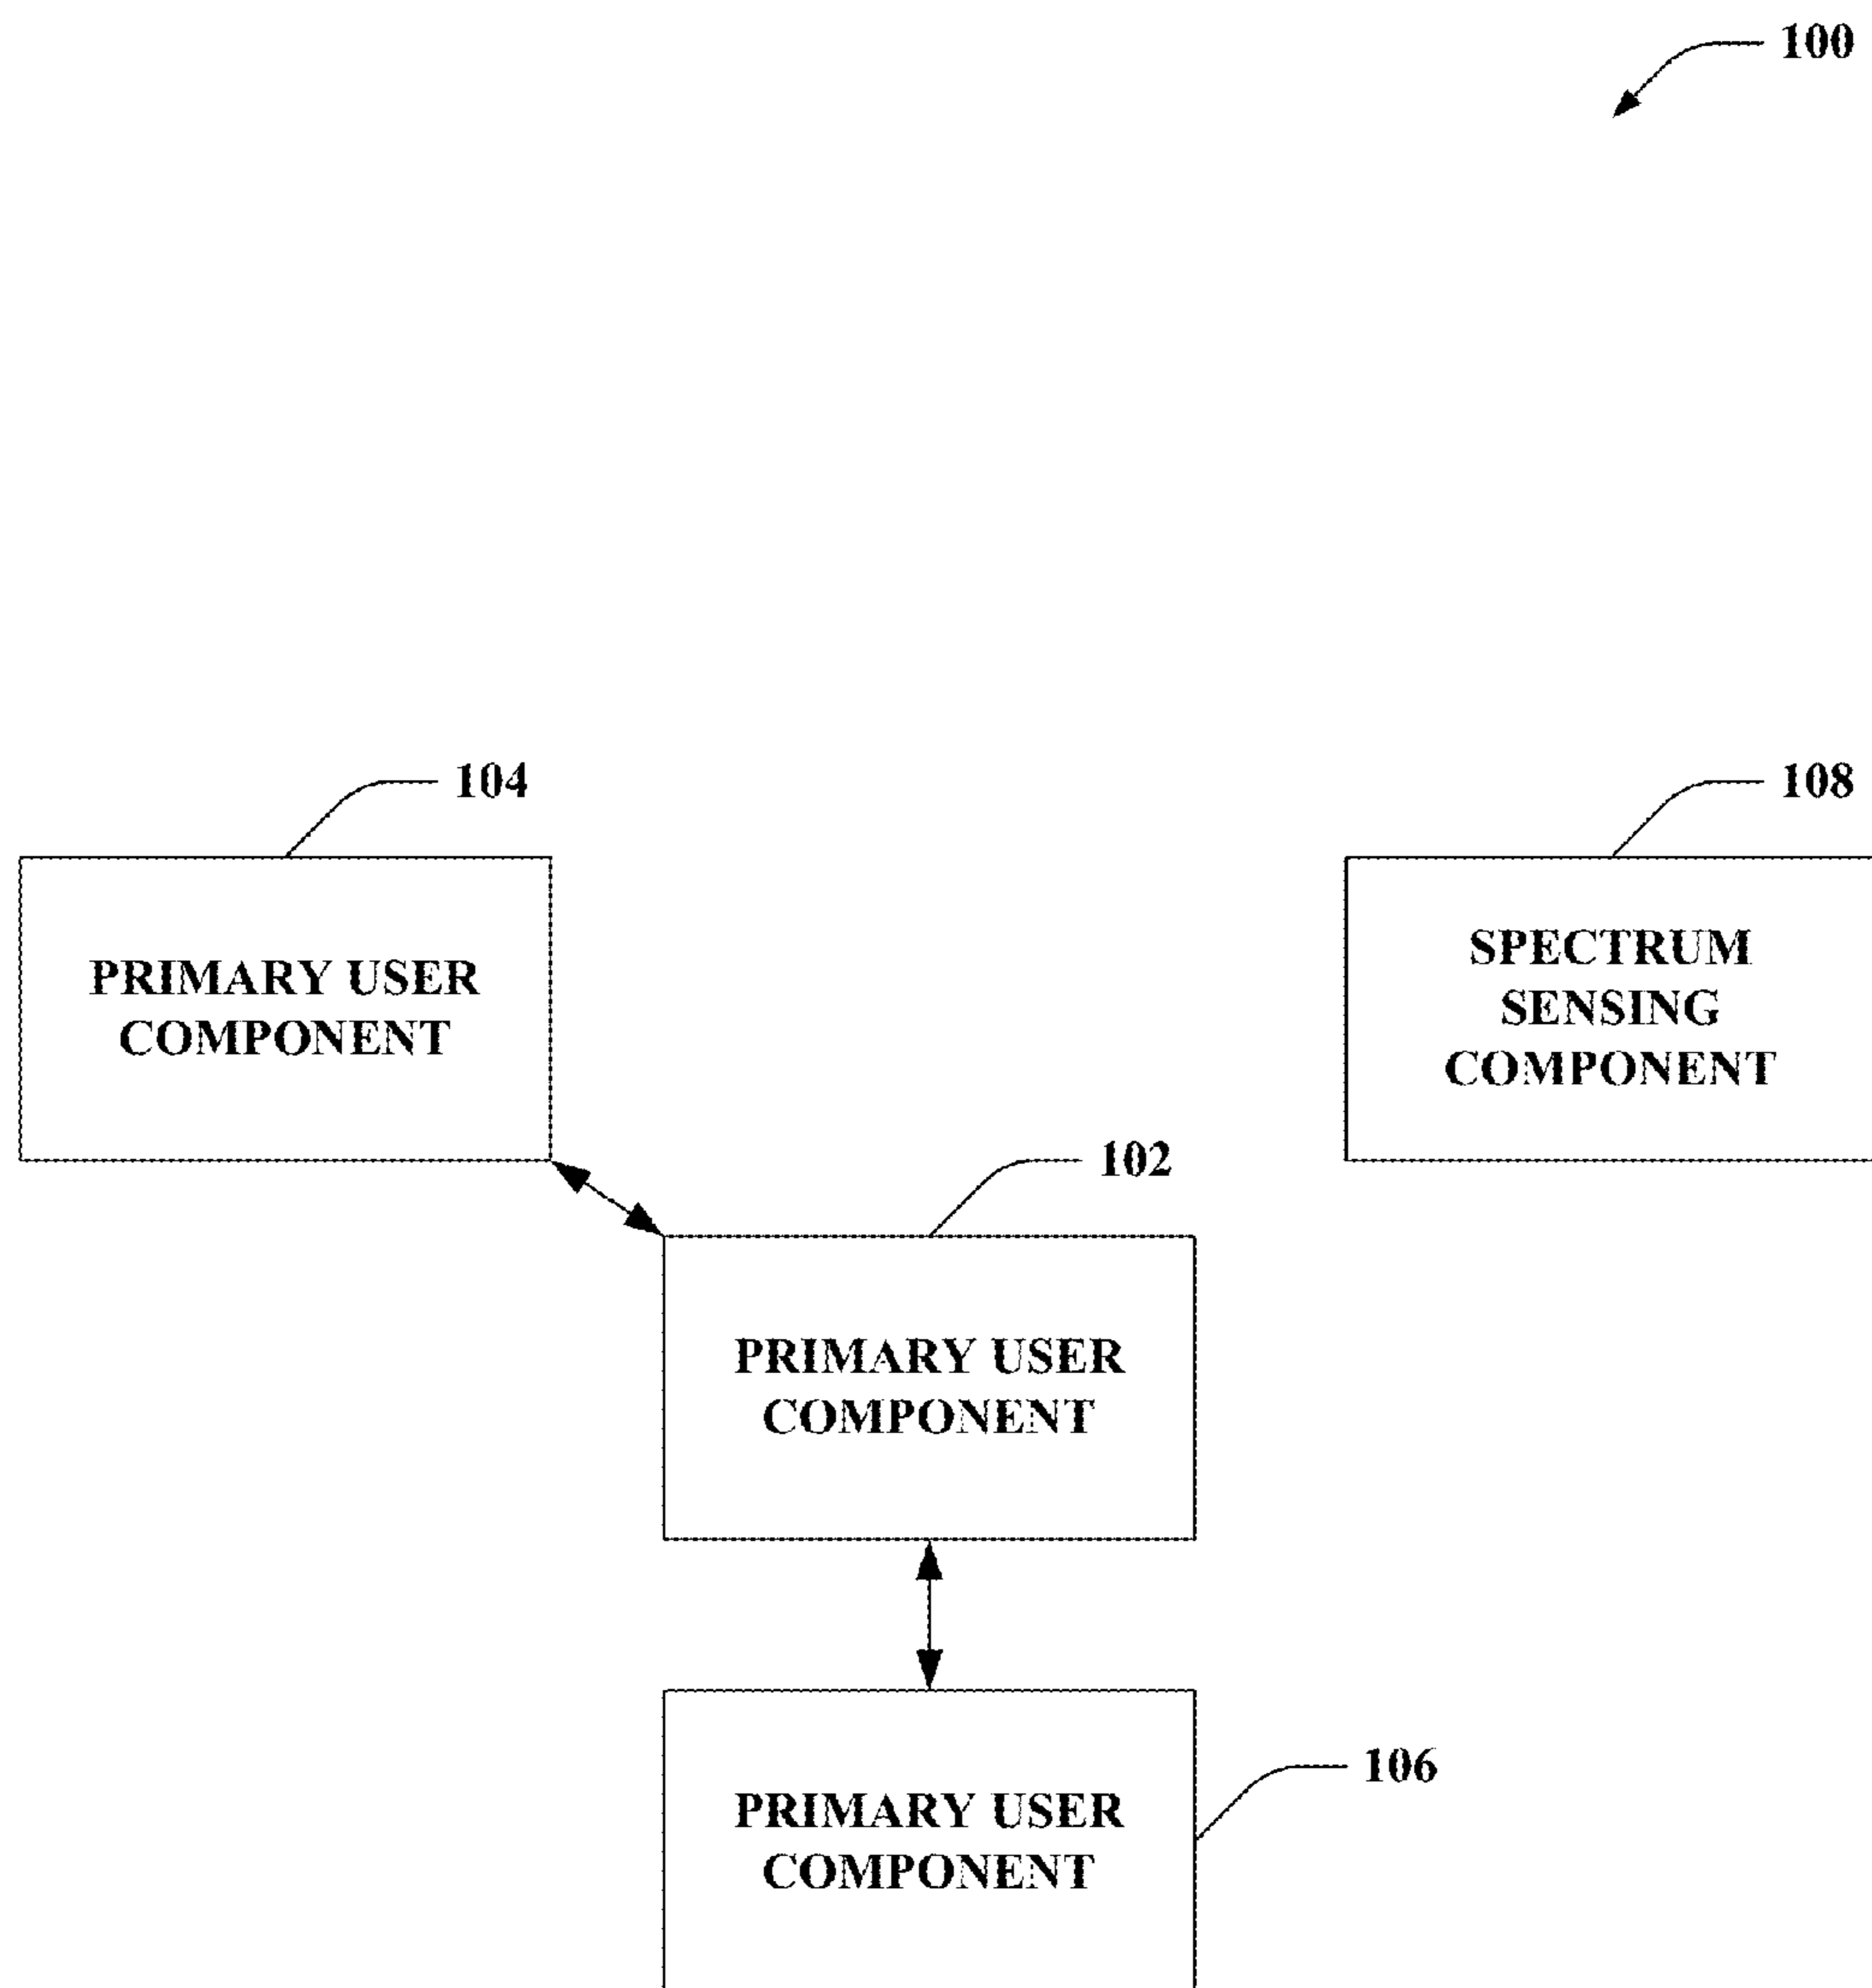 100
104
108
PRIMARY USER
COMPONENT
SPECTRUM
SENSING
COMPONENT
102
PRIMARY USER
COMPONENT
106
PRIMARY USER
COMPONENT